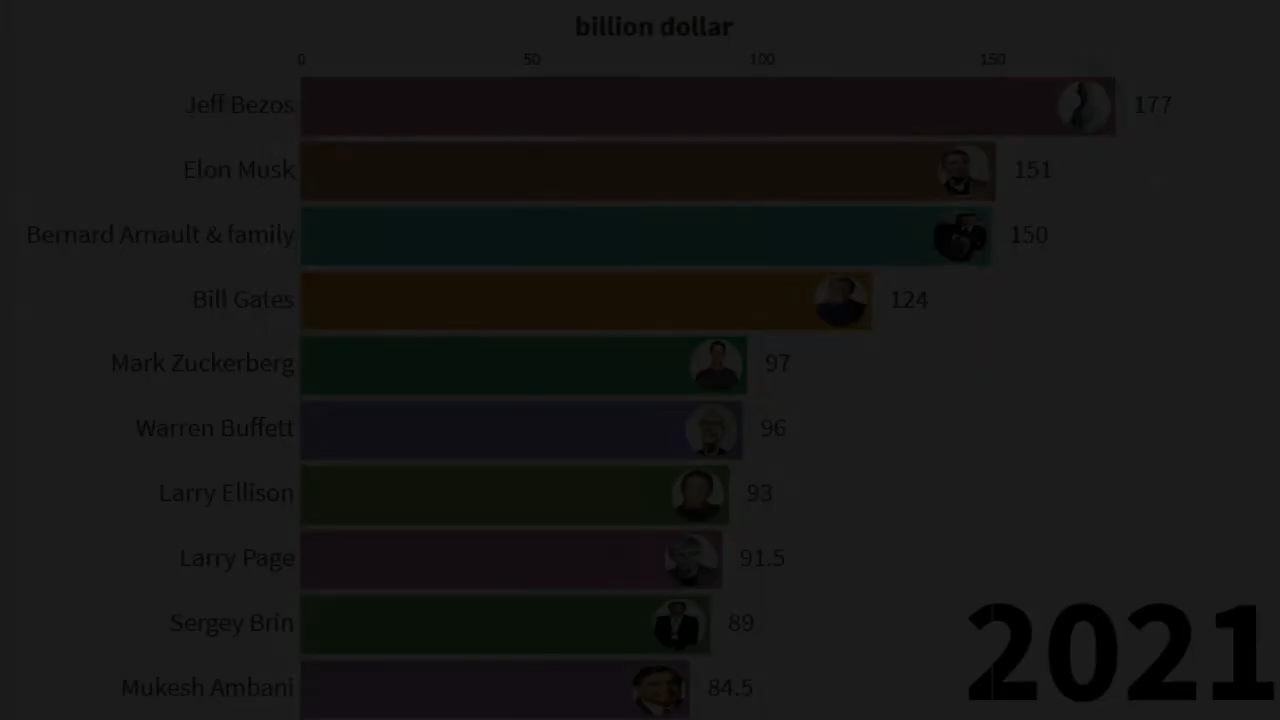 billion dollar
0 50 100 150
Jeff Bezos 177
Elon Musk 151
Bernard Arnault & family 150
Bill Gates 124
Mark Zuckerberg 97
Warren Buffett 96
Larry Ellison 93
Larry Page 91.5
Sergey Brin 89
Mukesh Ambani 84.5
2021